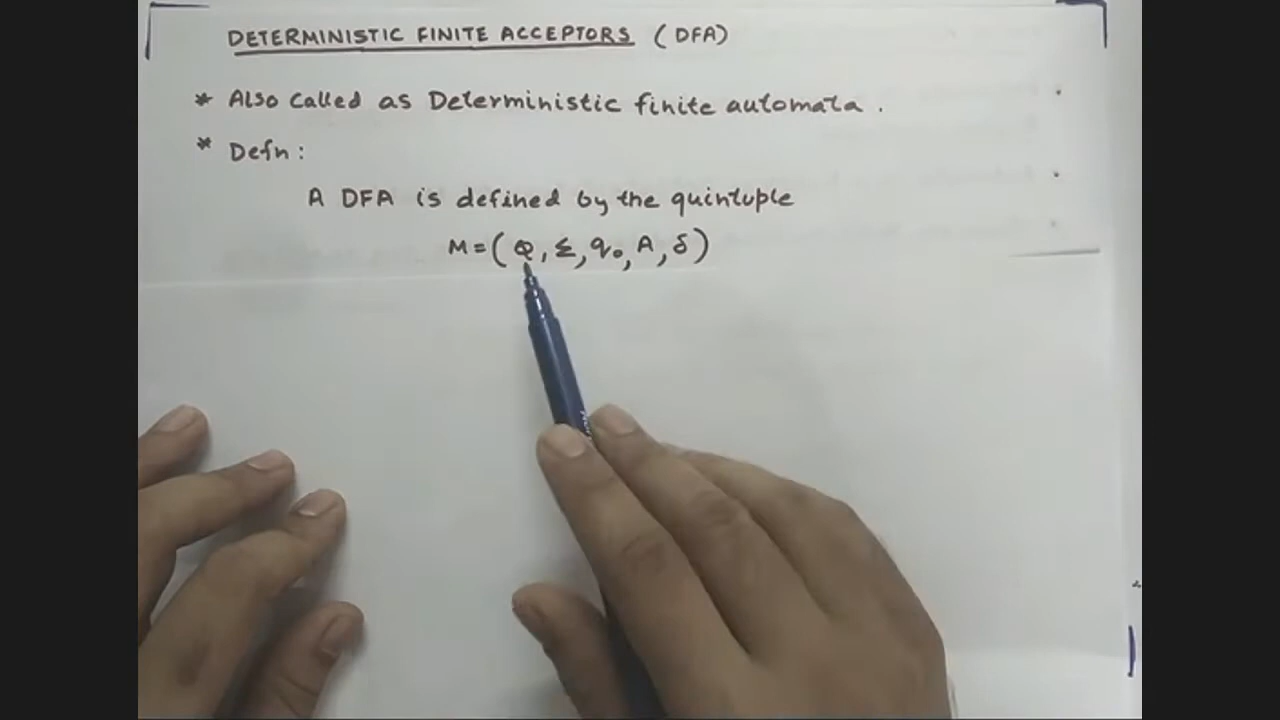 DETERMINISTIC FINITE ACCEPTORS (DFA)
* Also called as Deterministic finite automata.
* Defn:
A DFA is defined by the quintuple
M=(Q, Σ, q₀, A, δ)